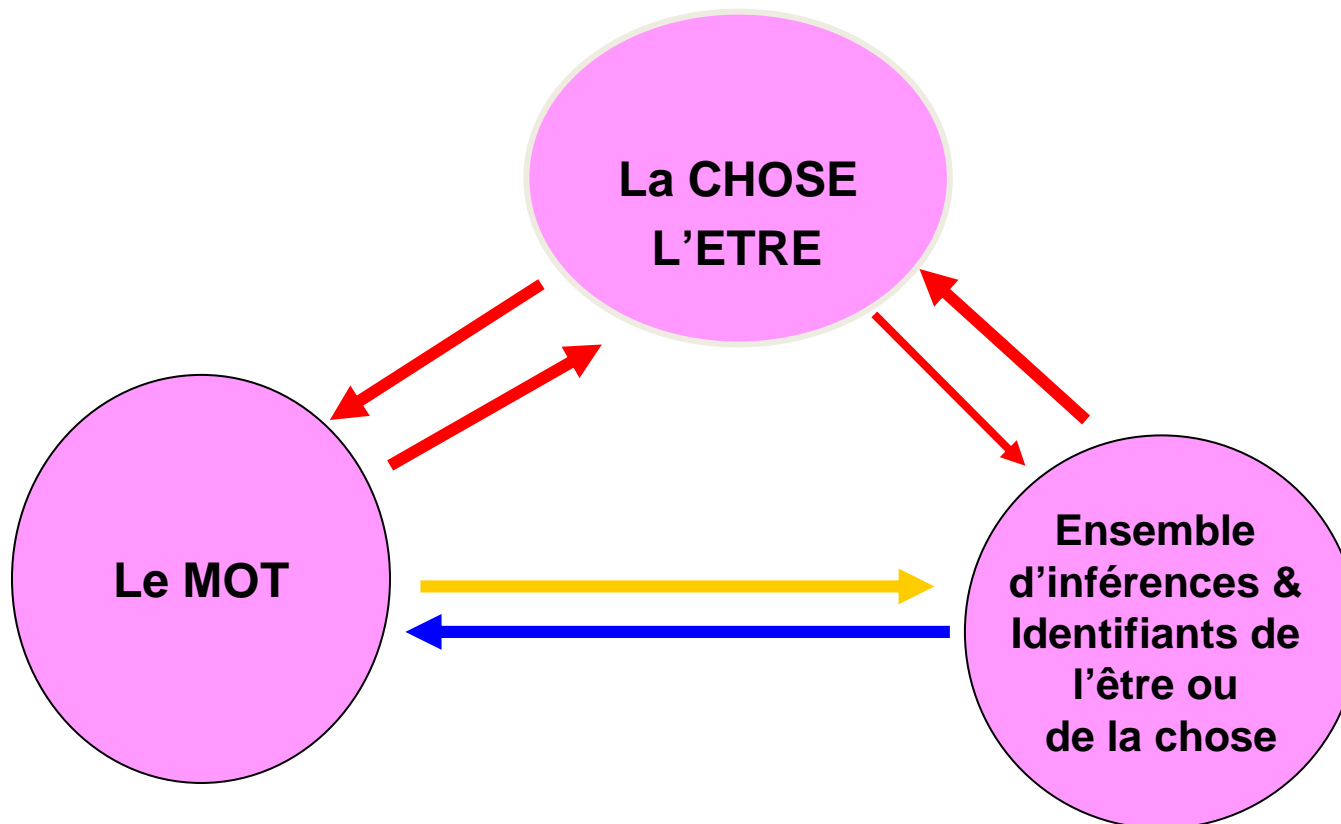 La CHOSE
L’ETRE
Le MOT
Ensemble
d’inférences &
Identifiants de
l’être ou
de la chose